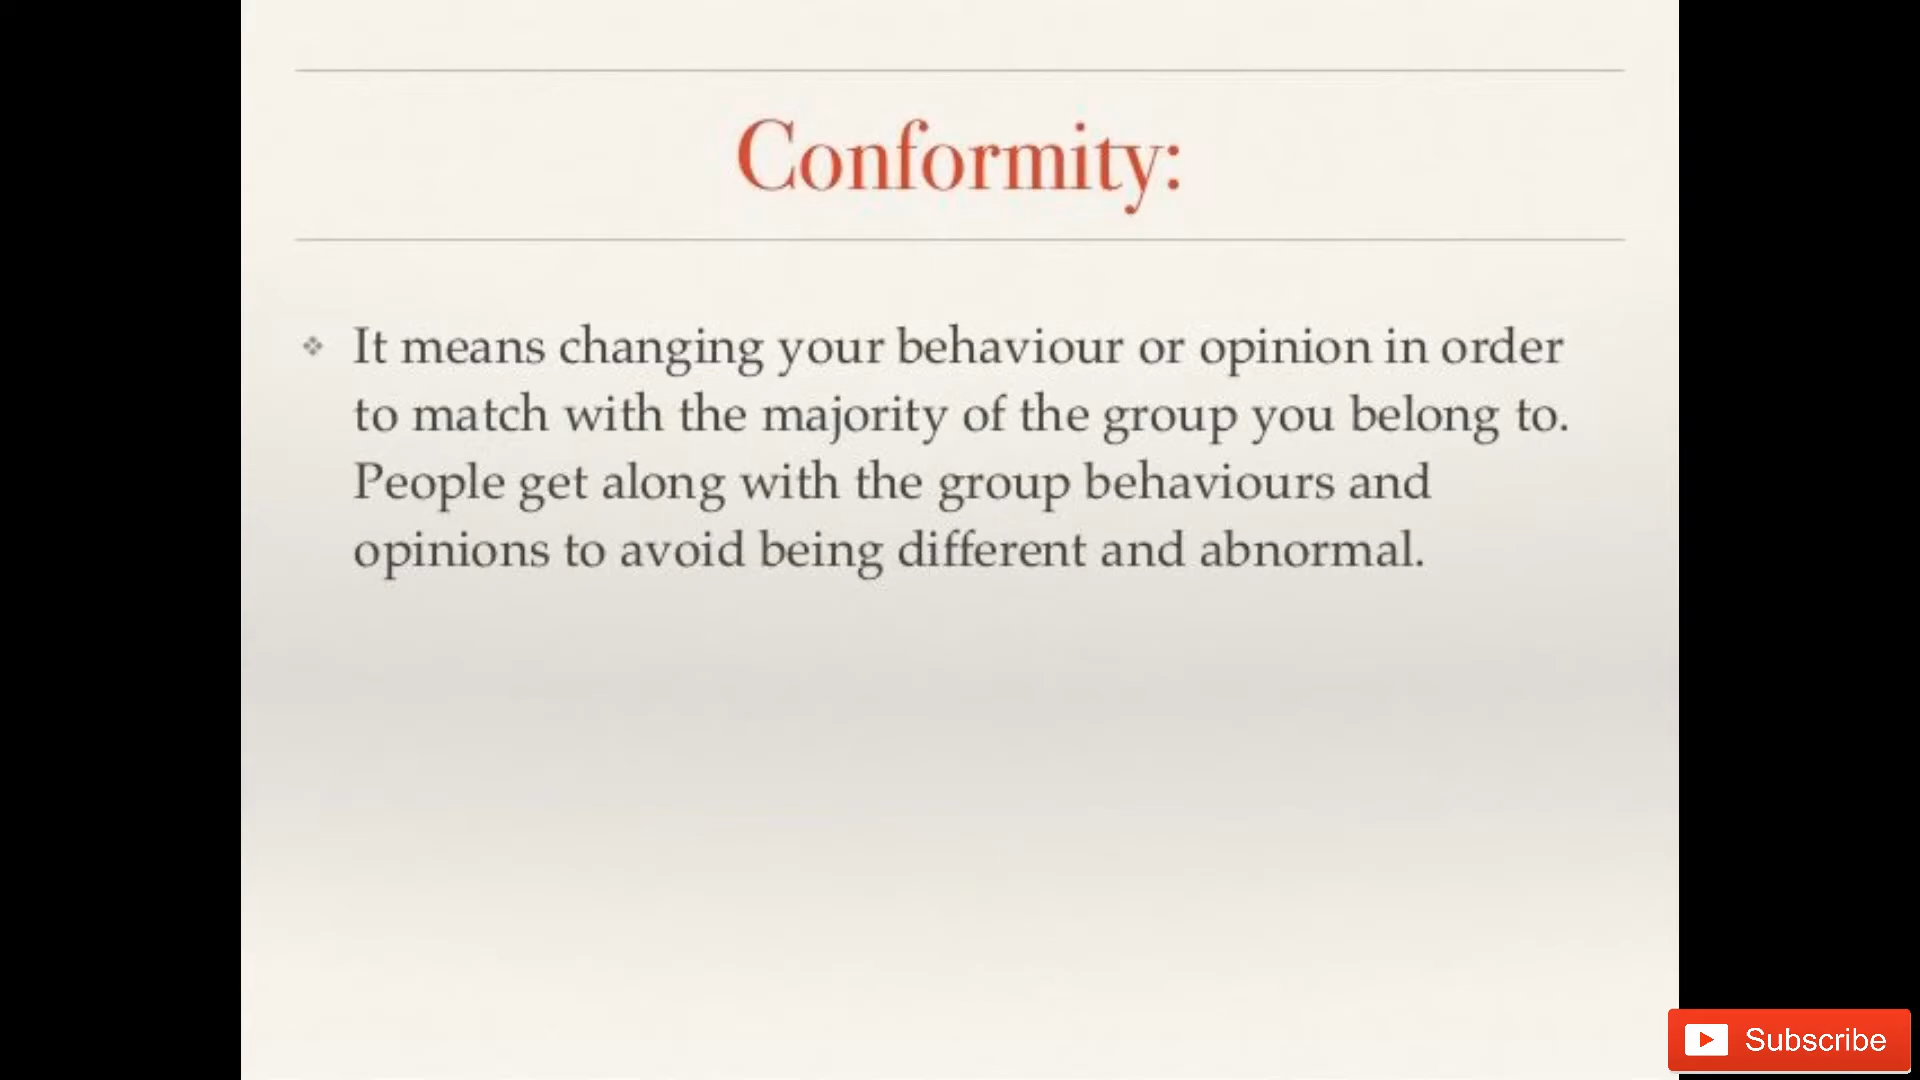 Conformity:
❖ It means changing your behaviour or opinion in order
to match with the majority of the group you belong to.
People get along with the group behaviours and
opinions to avoid being different and abnormal.
Subscribe